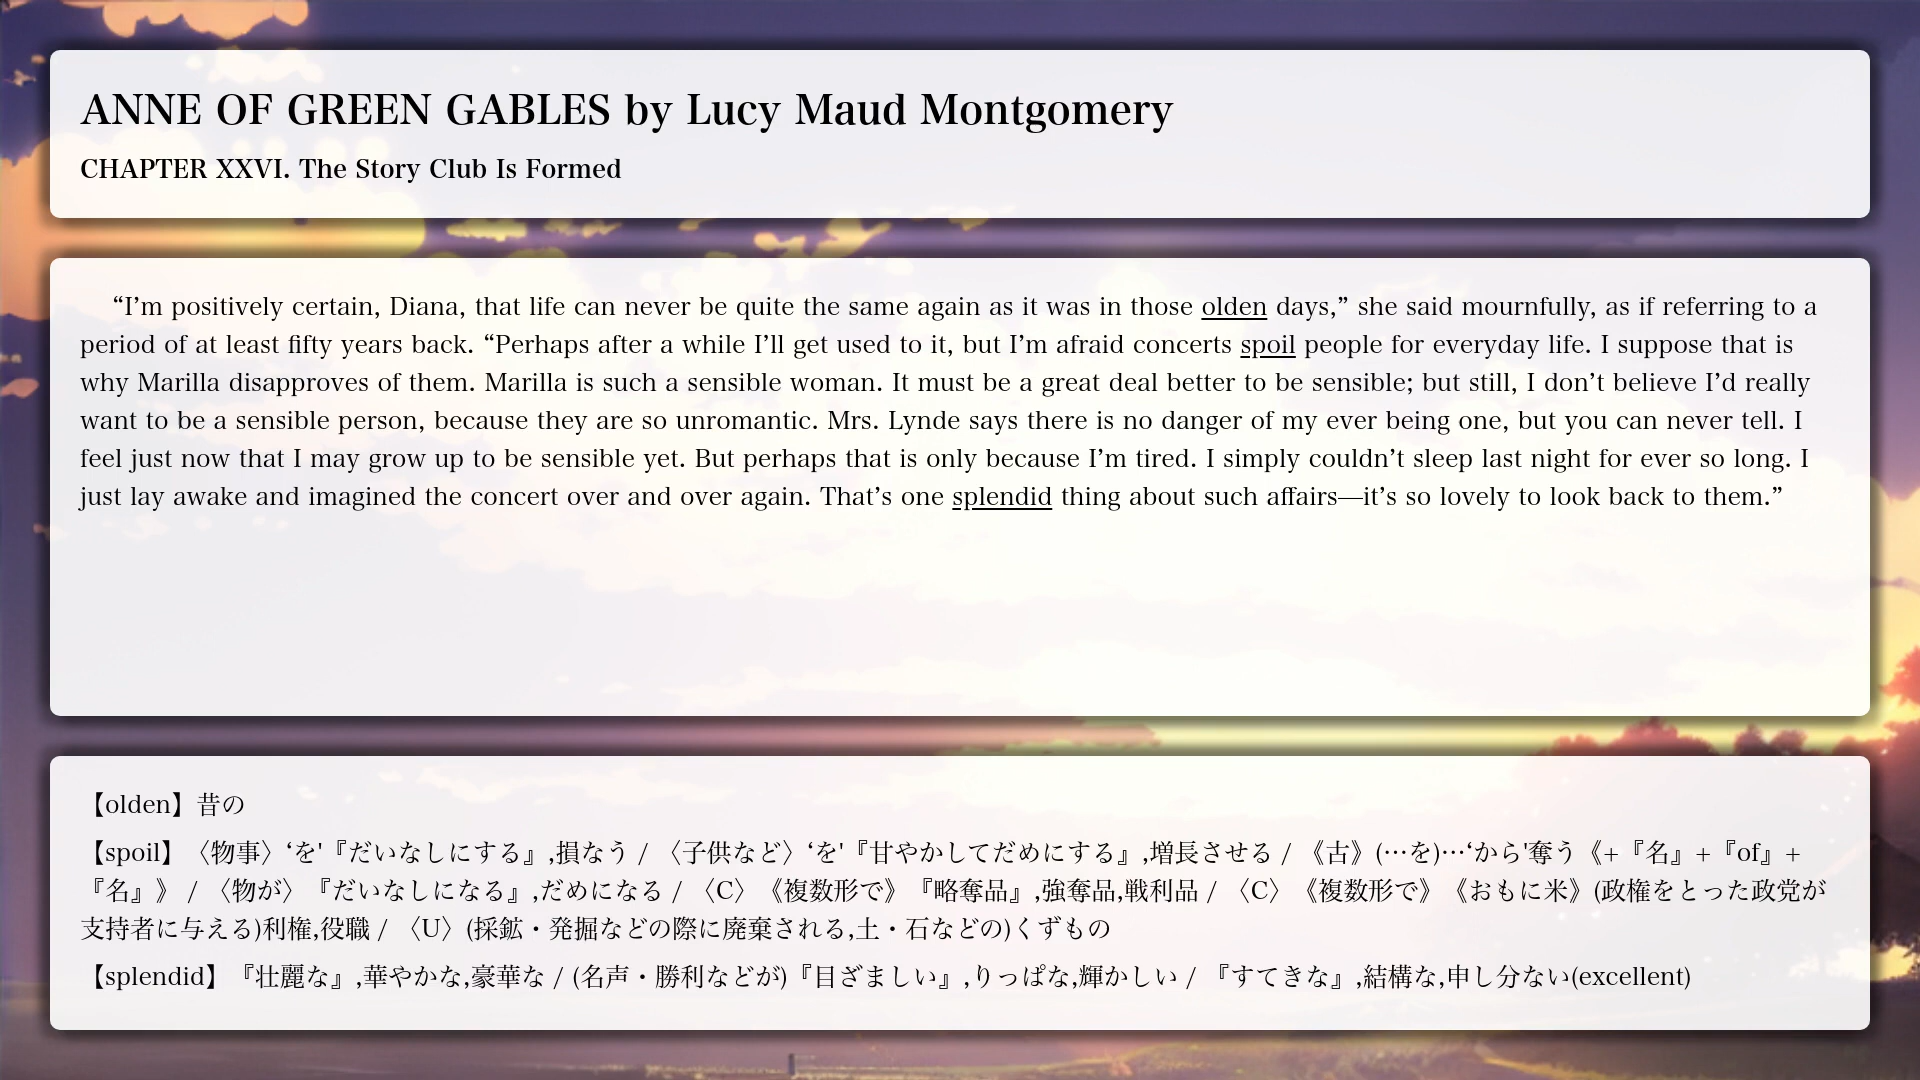 ANNE OF GREEN GABLES by Lucy Maud Montgomery
CHAPTER XXVI. The Story Club Is Formed
“I’m positively certain, Diana, that life can never be quite the same again as it was in those olden days,” she said mournfully, as if referring to a
period of at least fifty years back. “Perhaps after a while I’ll get used to it, but I’m afraid concerts spoil people for everyday life. I suppose that is
why Marilla disapproves of them. Marilla is such a sensible woman. It must be a great deal better to be sensible; but still, I don’t believe I’d really
want to be a sensible person, because they are so unromantic. Mrs. Lynde says there is no danger of my ever being one, but you can never tell. I
feel just now that I may grow up to be sensible yet. But perhaps that is only because I’m tired. I simply couldn’t sleep last night for ever so long. I
just lay awake and imagined the concert over and over again. That’s one splendid thing about such affairs—it’s so lovely to look back to them.”
【olden】昔の
【spoil】〈物事〉‘を'『だいなしにする』,損なう / 〈子供など〉‘を'『甘やかしてだめにする』,増長させる / 《古》(…を)…‘から'奪う《+『名』+『of』+
『名』》 / 〈物が〉『だいなしになる』,だめになる / 〈C〉《複数形で》『略奪品』,強奪品,戦利品 / 〈C〉《複数形で》《おもに米》(政権をとった政党が
支持者に与える)利権,役職 / 〈U〉(採鉱・発掘などの際に廃棄される,土・石などの)くずもの
【splendid】『壮麗な』,華やかな,豪華な / (名声・勝利などが)『目ざましい』,りっぱな,輝かしい / 『すてきな』,結構な,申し分ない(excellent)